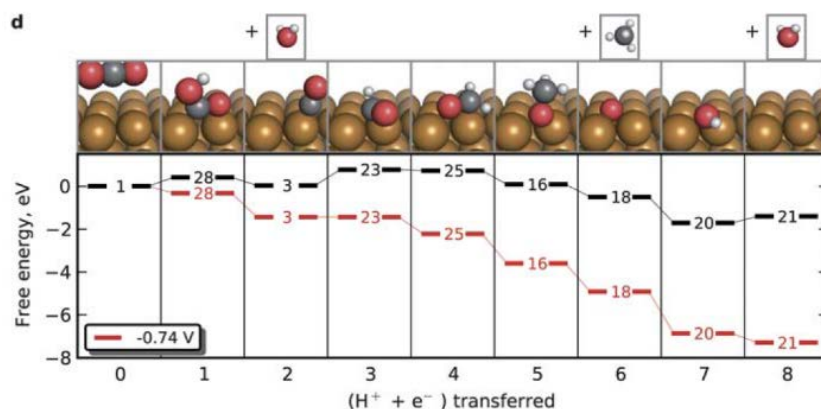 d
+ +  +
1 28 3 23 25 16 18 20 21
28 3 23 25 16 18 20 21
0
−2
−4
−6
−8
Free energy, eV
-0.74 V
0 1 2 3 4 5 6 7 8
(H⁺ + e⁻ ) transferred